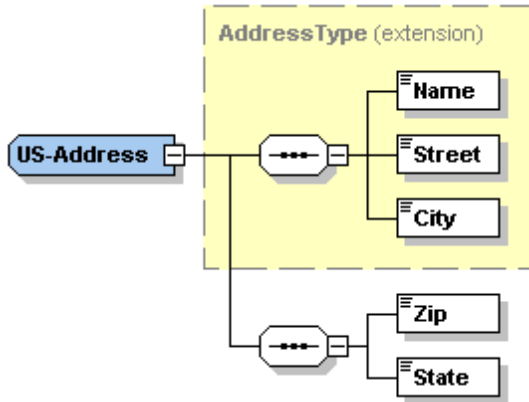 AddressType (extension)
Name
US-Address
Street
City
Zip
State